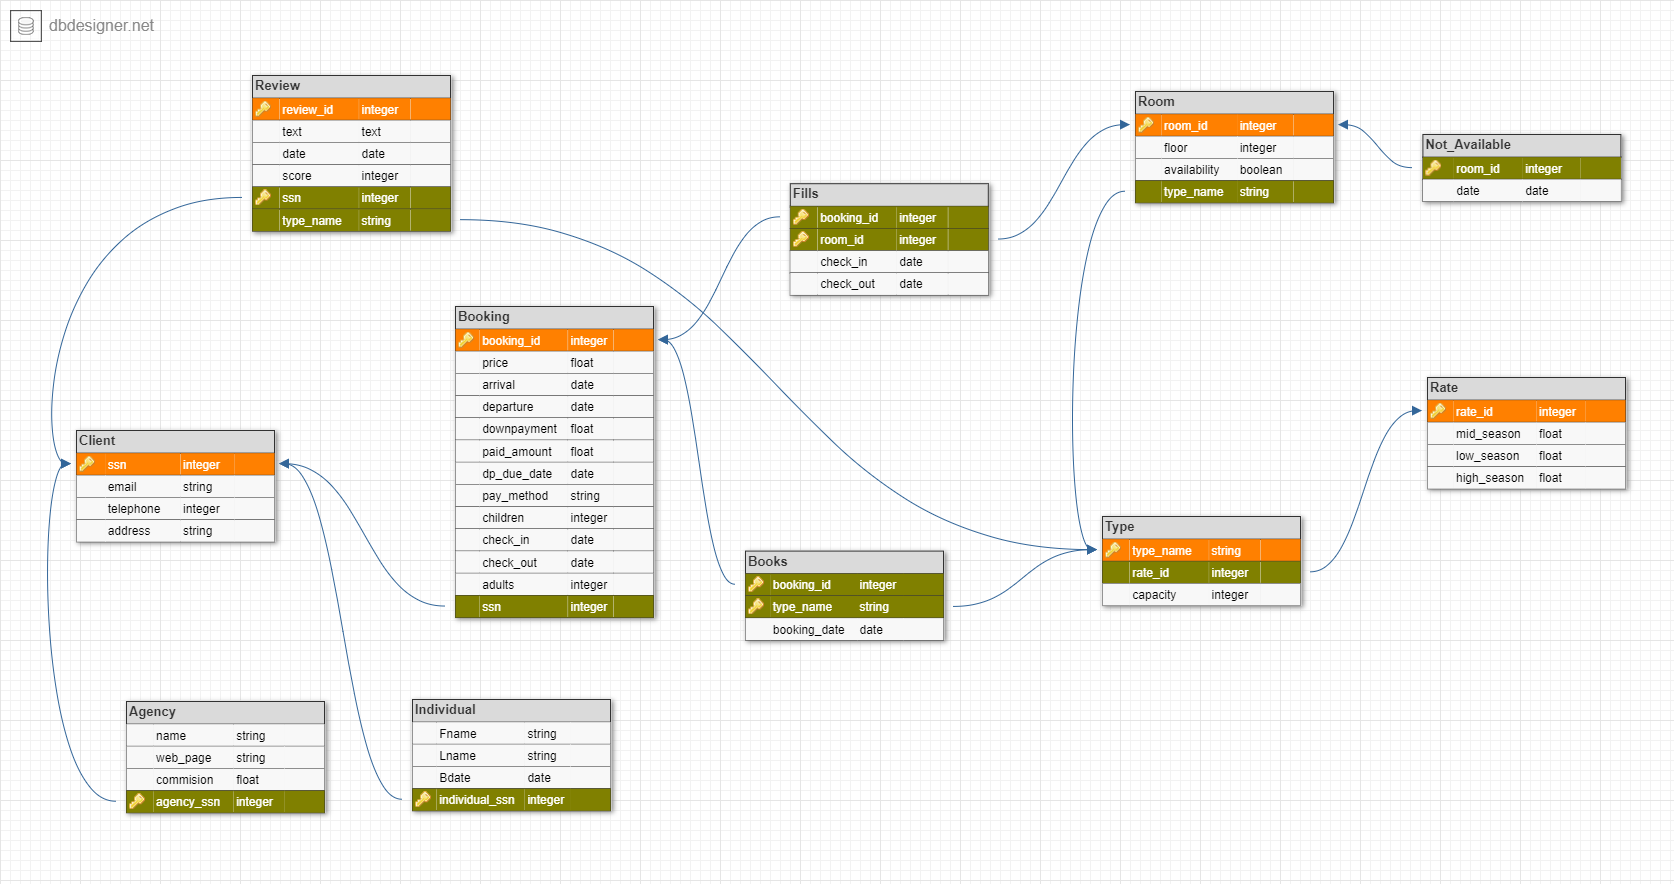 dbdesigner.net
Review
review_id integer
text text
date date
score integer
ssn integer
type_name string
Room
room_id integer
floor integer
availability boolean
type_name string
Not_Available
room_id integer
date date
Fills
booking_id integer
room_id integer
check_in date
check_out date
Booking
booking_id integer
price float
arrival date
departure date
downpayment float
paid_amount float
dp_due_date date
pay_method string
children integer
check_in date
check_out date
adults integer
ssn integer
Rate
rate_id integer
mid_season float
low_season float
high_season float
Client
ssn integer
email string
telephone integer
address string
Type
type_name string
rate_id integer
capacity integer
Books
booking_id integer
type_name string
booking_date date
Agency
name string
web_page string
commision float
agency_ssn integer
Individual
Fname string
Lname string
Bdate date
individual_ssn integer